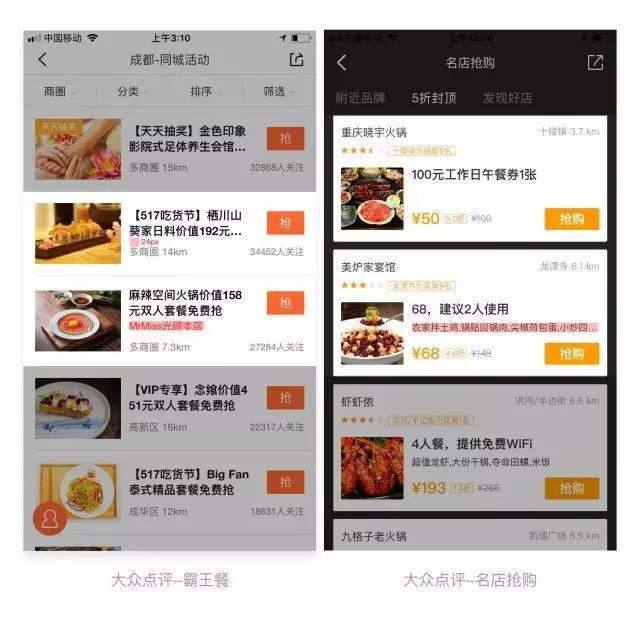 中国移动
上午3:10
成都-同城活动
商圈
分类
排序
筛选
天天抽奖
【天天抽奖】金色印象
影院式足体养生会馆...
抢
多商圈 15km
32868人关注
【517吃货节】栖川山
葵家日料价值192元...
抢
24px
多商圈 14km
34452人关注
麻辣空间火锅价值158
元双人套餐免费抢
抢
MrMiss光顾本店
多商圈 7.3km
27284人关注
【VIP专享】念飨价值4
51元双人套餐免费抢
抢
高新区 16km
22317人关注
【517吃货节】Big Fan
泰式精品套餐免费抢
抢
成华区 12km
18631人关注
大众点评--霸王餐
中国移动
上午12:06
名店抢购
附近品牌
5折封顶
发现好店
重庆晓宇火锅
十陵镇 3.7 km
十陵镇火锅第5名
100元工作日午餐券1张
¥50
5.0折
¥100
抢购
美炉家宴馆
龙潭寺 6.1 km
龙潭寺川菜第5名
68，建议2人使用
农家拌土鸡,锅贴回锅肉,尖椒荷包蛋,小炒四...
¥68
4.6折
¥148
抢购
虾虾侬
洪河/半边街 6.6 km
洪河/半边街川菜第1名
4人餐，提供免费WiFi
超值龙虾,大份干锅,夺命田螺,米饭
¥193
7.3折
¥266
抢购
九格子老火锅
凯德广场 6.9 km
大众点评--名店抢购